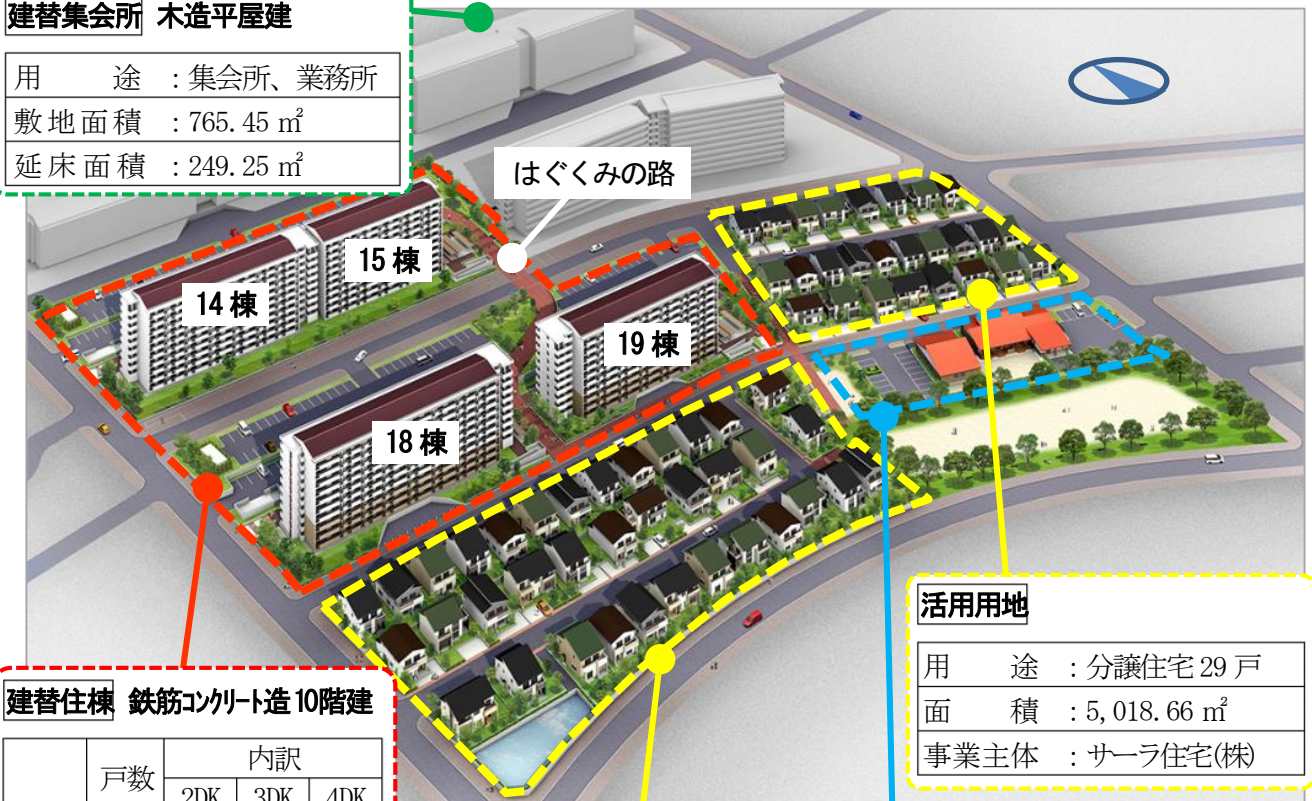 建替集会所 木造平屋建
用 途 ：集会所、業務所
敷地面積 ：765.45 ㎡
延床面積 ：249.25 ㎡
はぐくみの路
15 棟
14 棟
19 棟
18 棟
建替住棟 鉄筋コンクリート造 10階建
戸数 内訳
2DK 3DK 4DK
活用用地
用 途 ：分譲住宅 29 戸
面 積 ：5,018.66 ㎡
事業主体 ：サーラ住宅(株)